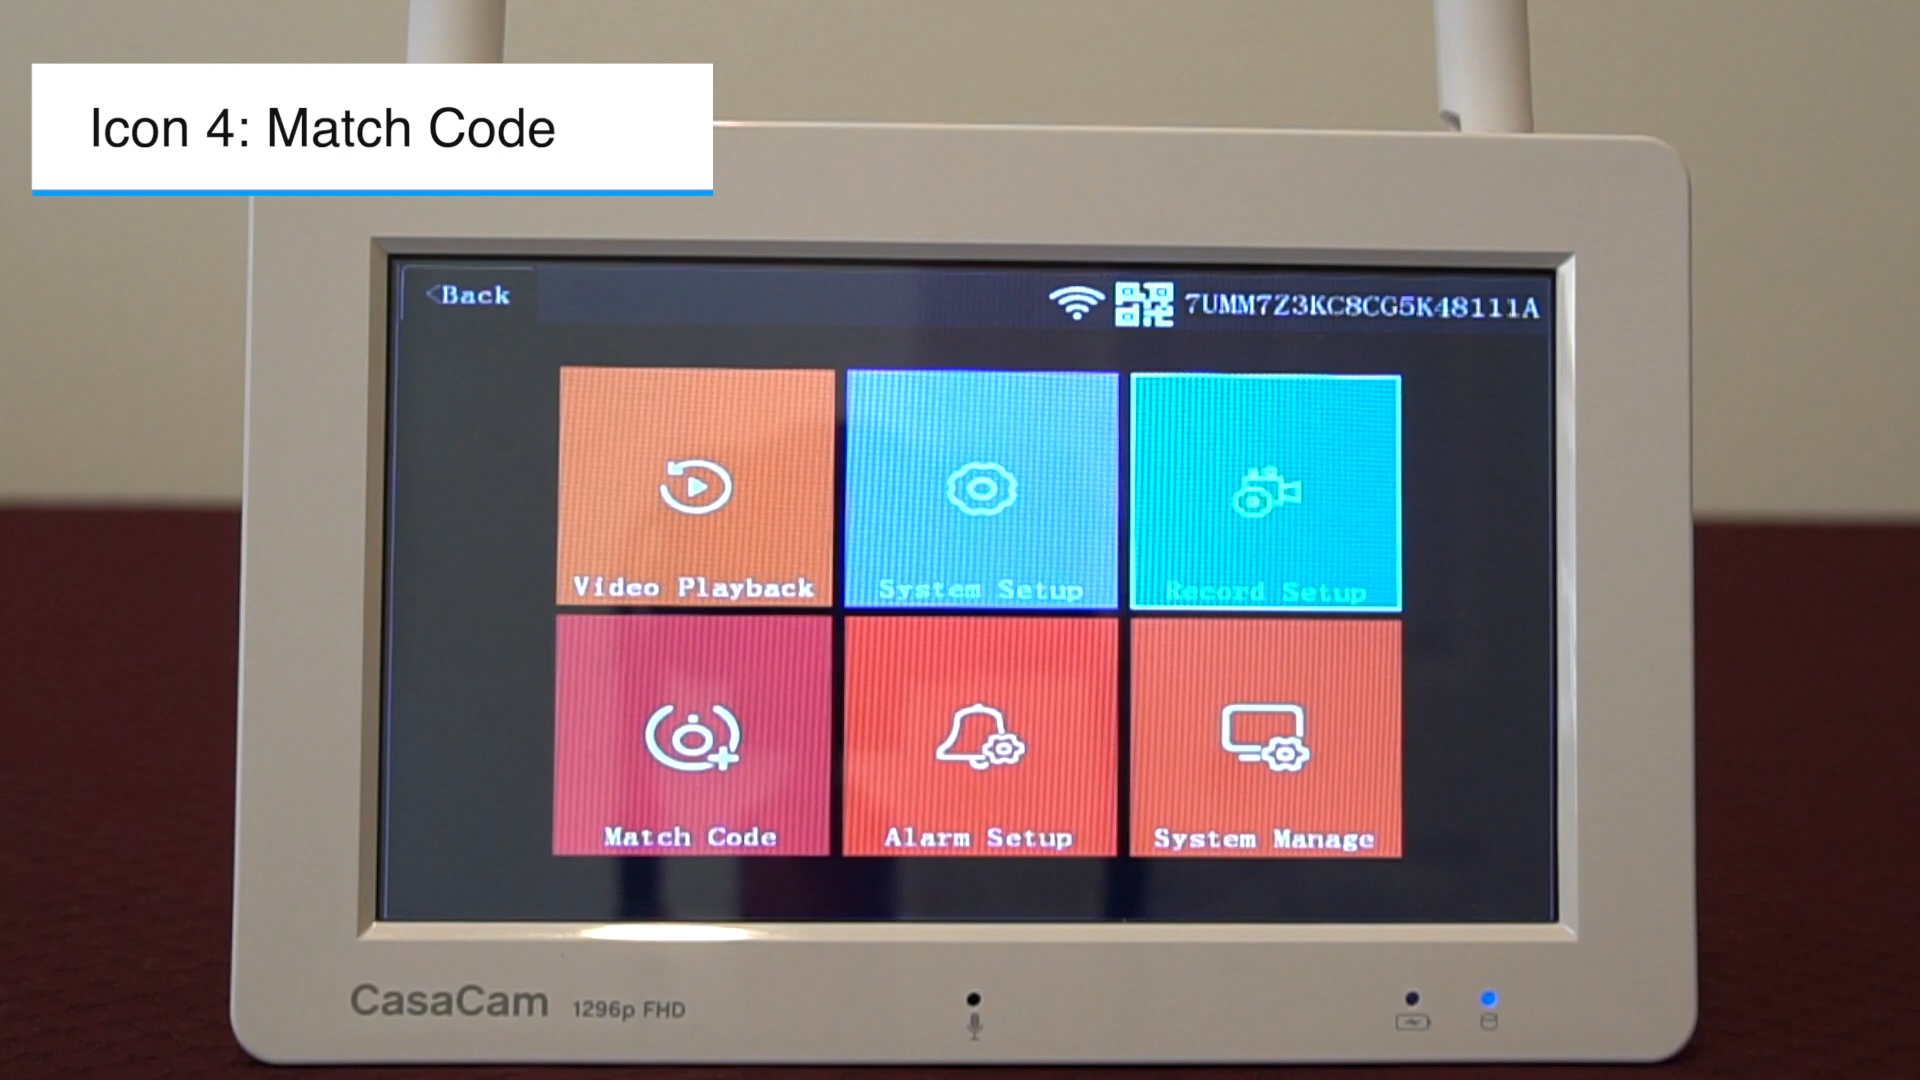 Icon 4: Match Code
<Back
7UMM7Z3KC8CG5K48111A
Video Playback
System Setup
Record Setup
Match Code
Alarm Setup
System Manage
CasaCam 1296p FHD